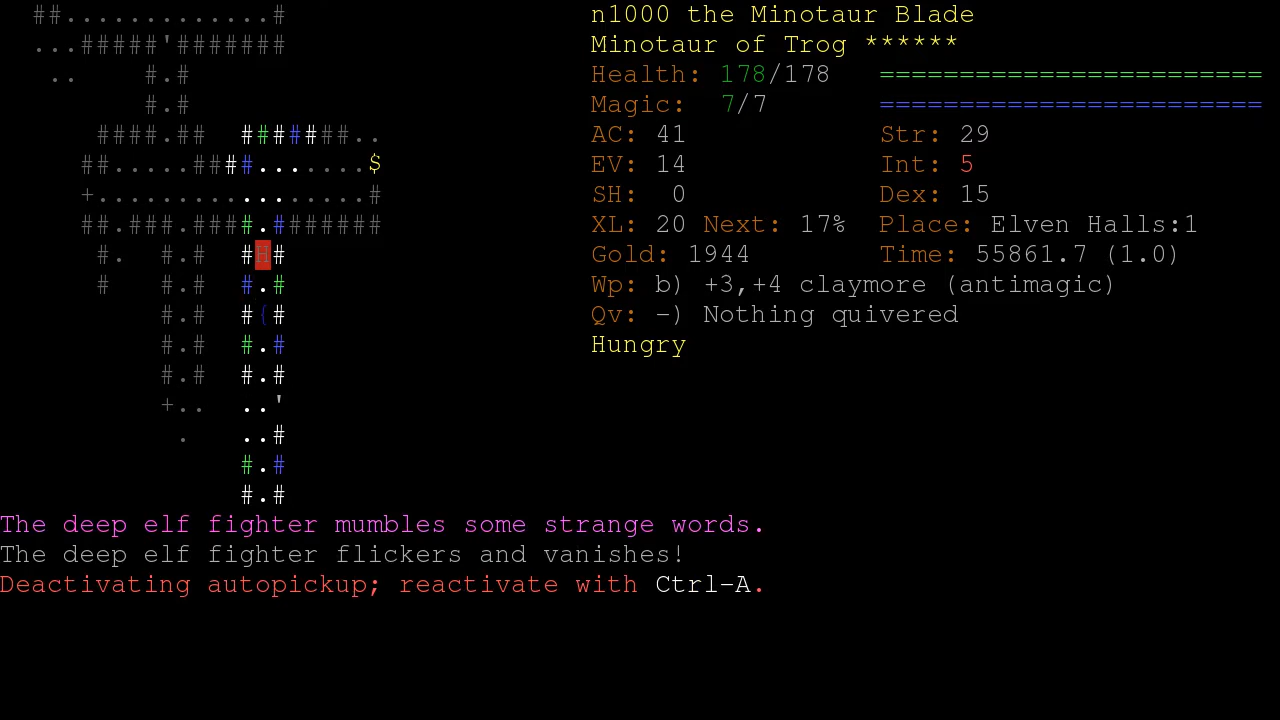 ##..............# n1000 the Minotaur Blade
...#####'####### Minotaur of Trog ******
.. #.# Health: 178/178 ========================
#.# Magic: 7/7 ========================
####.## #######.. AC: 41 Str: 29
##.....####.......$ EV: 14 Int: 5
+.................# SH: 0 Dex: 15
##.###.####.####### XL: 20 Next: 17% Place: Elven Halls:1
#. #.# #H# Gold: 1944 Time: 55861.7 (1.0)
# #.# #.# Wp: b) +3,+4 claymore (antimagic)
#.# #{# Qv: -) Nothing quivered
#.# #.# Hungry
#.# #.#
+.. ..'
. ..#
#.#
#.#
The deep elf fighter mumbles some strange words.
The deep elf fighter flickers and vanishes!
Deactivating autopickup; reactivate with Ctrl-A.